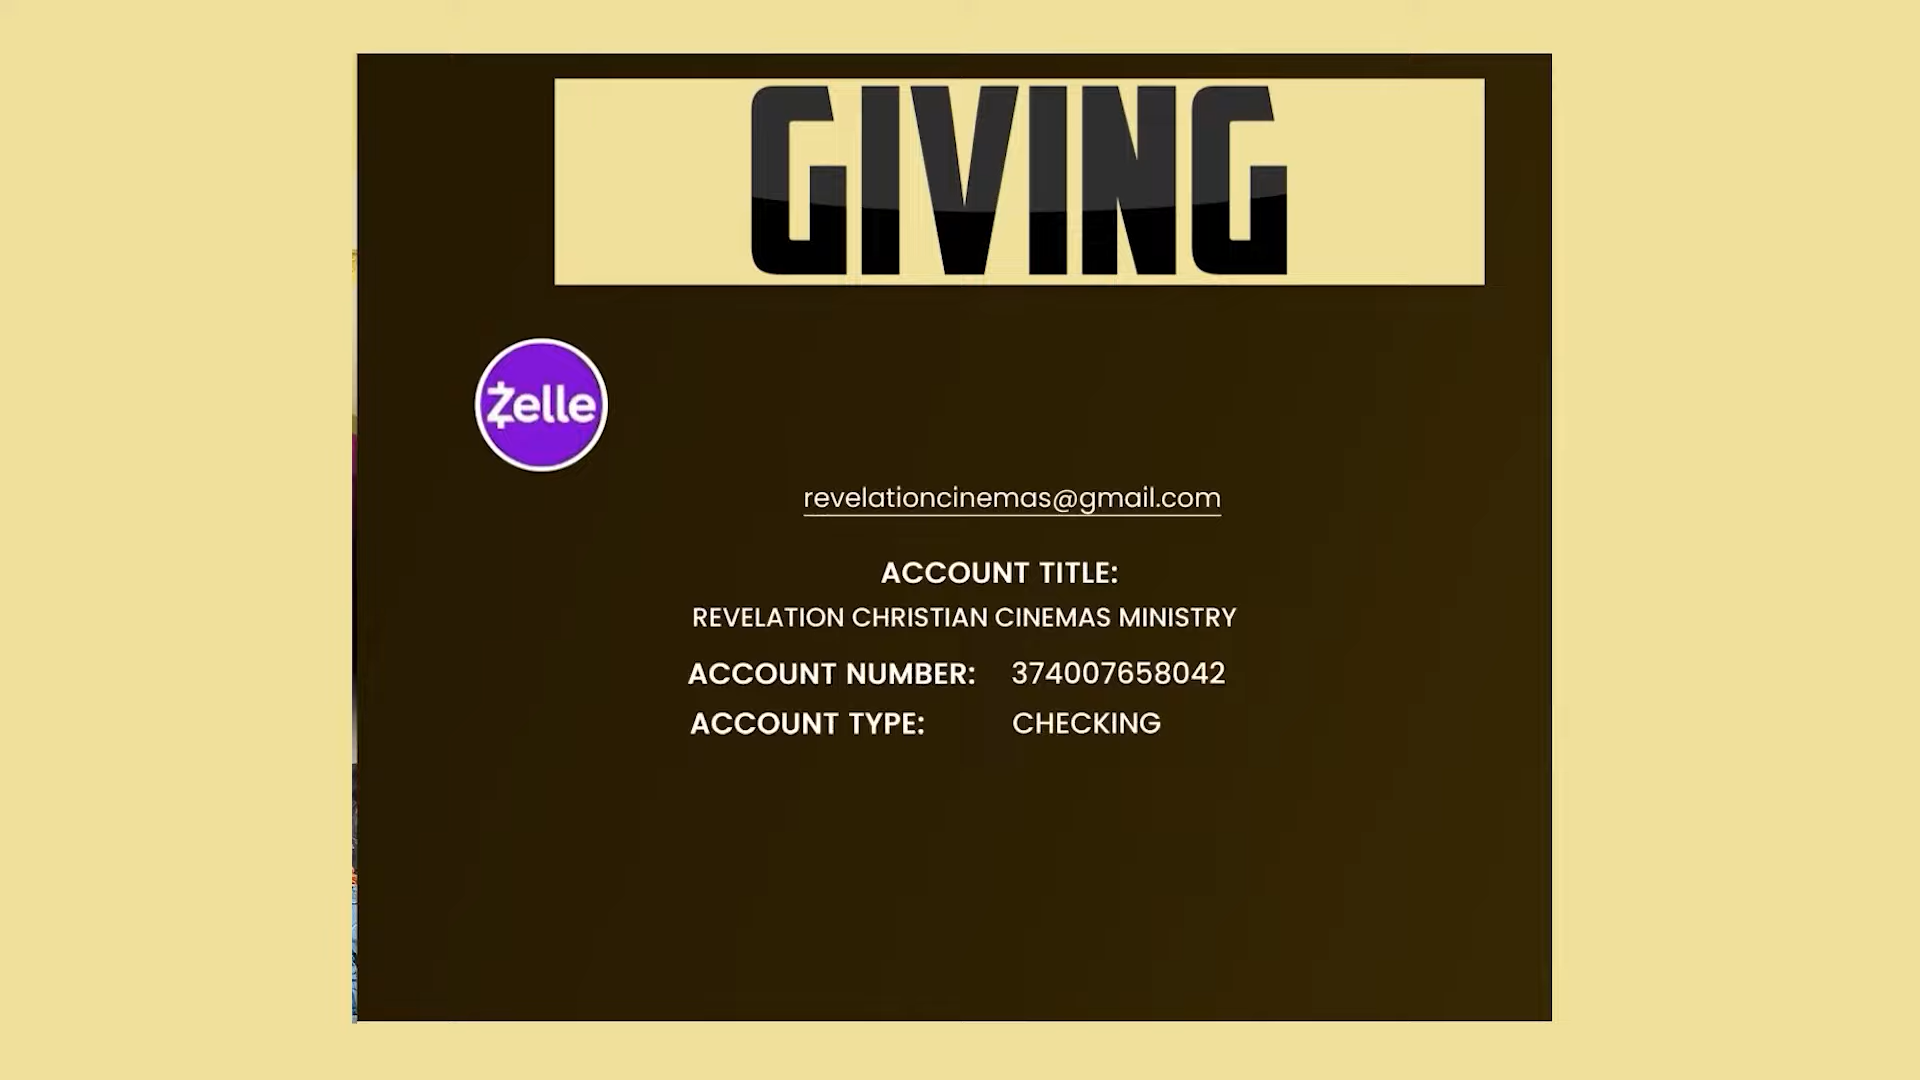 GIVING
Zelle
revelationcinemas@gmail.com
ACCOUNT TITLE:
REVELATION CHRISTIAN CINEMAS MINISTRY
ACCOUNT NUMBER: 374007658042
ACCOUNT TYPE: CHECKING